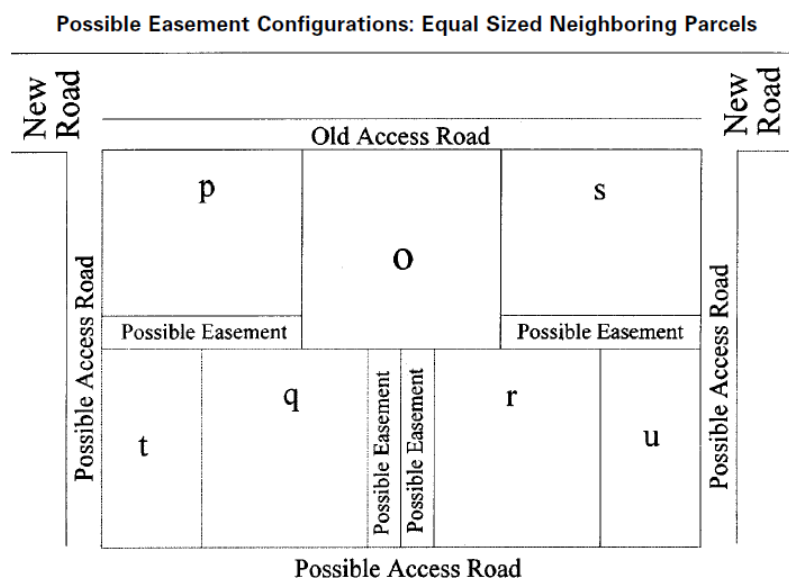 Possible Easement Configurations: Equal Sized Neighboring Parcels
New
Road
New
Road
Old Access Road
p
s
o
Possible Access Road
Possible Easement
Possible Easement
Possible Access Road
t
q
Possible Easement
Possible Easement
r
u
Possible Access Road